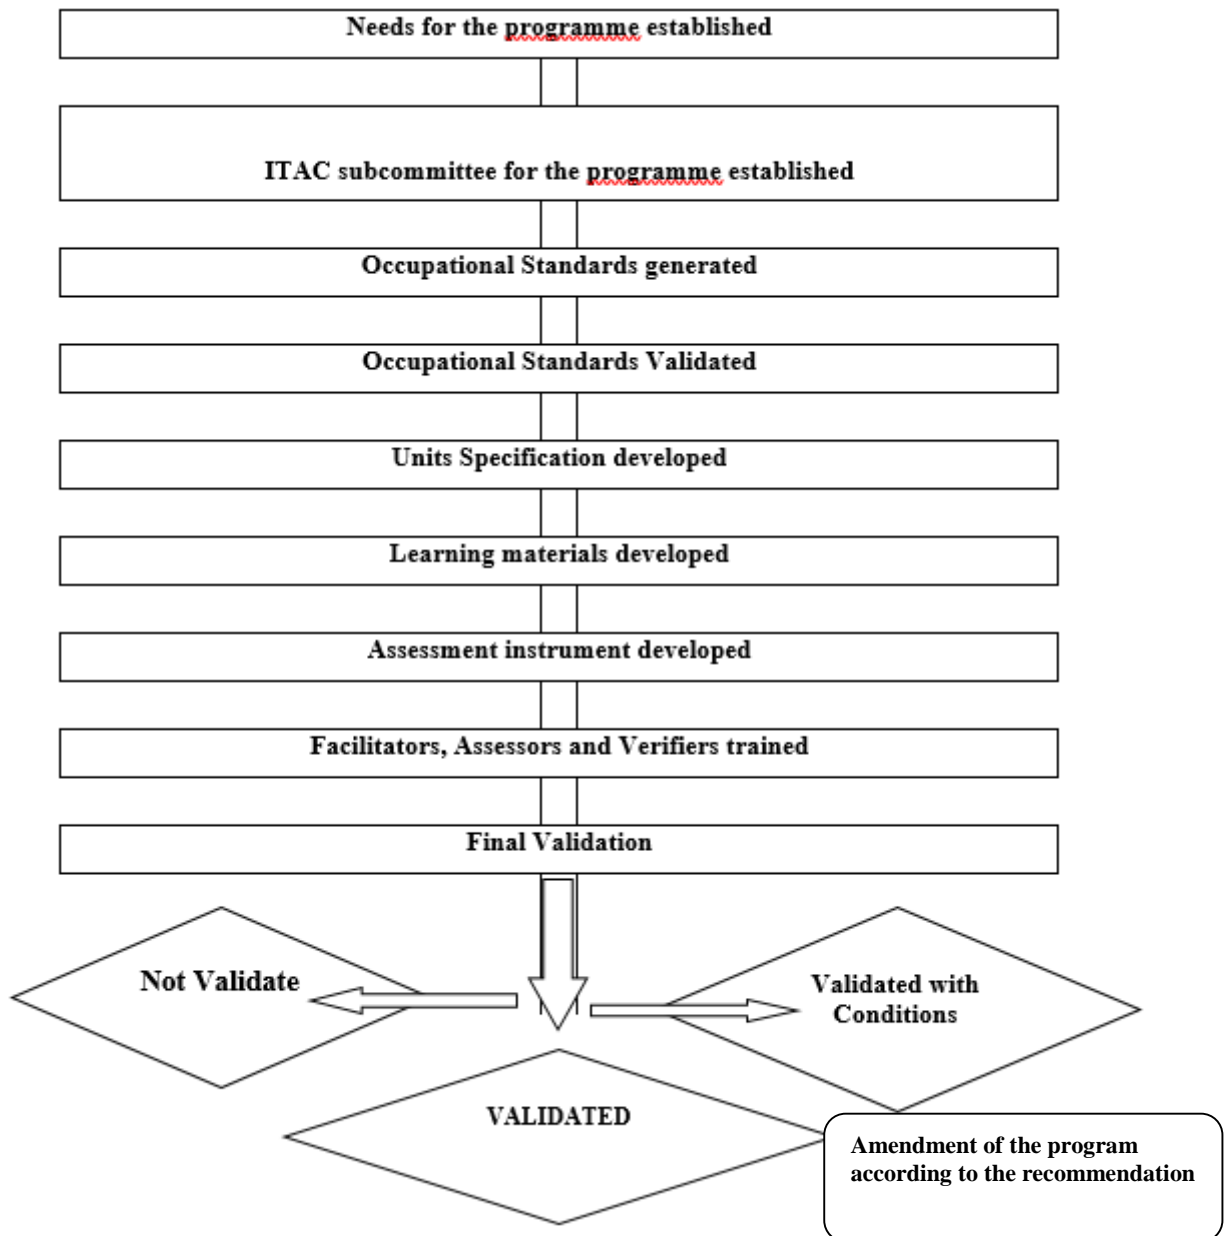 Needs for the programme established
ITAC subcommittee for the programme established
Occupational Standards generated
Occupational Standards Validated
Units Specification developed
Learning materials developed
Assessment instrument developed
Facilitators, Assessors and Verifiers trained
Final Validation
Not Validate
Validated with
Conditions
VALIDATED
Amendment of the program
according to the recommendation